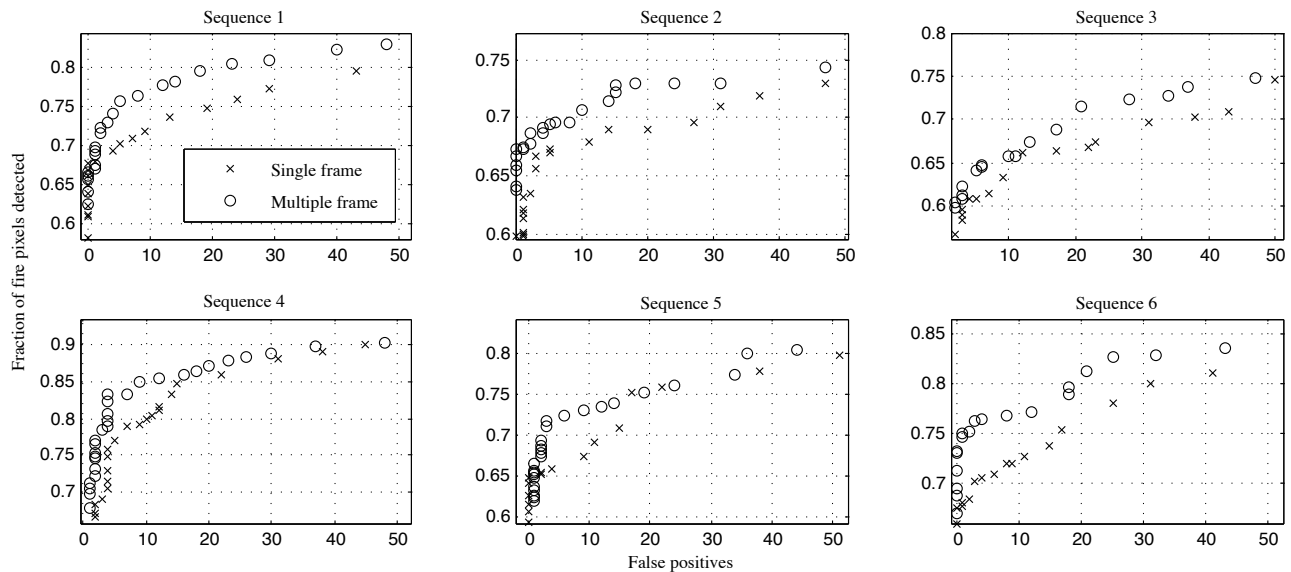 Sequence 1
Sequence 2
Sequence 3
0.8
0.75
0.7
0.65
0.6
0 10 20 30 40 50
Single frame
Multiple frame
0.75
0.7
0.65
0.6
0 10 20 30 40 50
0.8
0.75
0.7
0.65
0.6
10 20 30 40 50
Fraction of fire pixels detected
Sequence 4
Sequence 5
Sequence 6
0.9
0.85
0.8
0.75
0.7
0 10 20 30 40 50
0.8
0.75
0.7
0.65
0.6
0 10 20 30 40 50
0.85
0.8
0.7
0 10 20 30 40 50
False positives